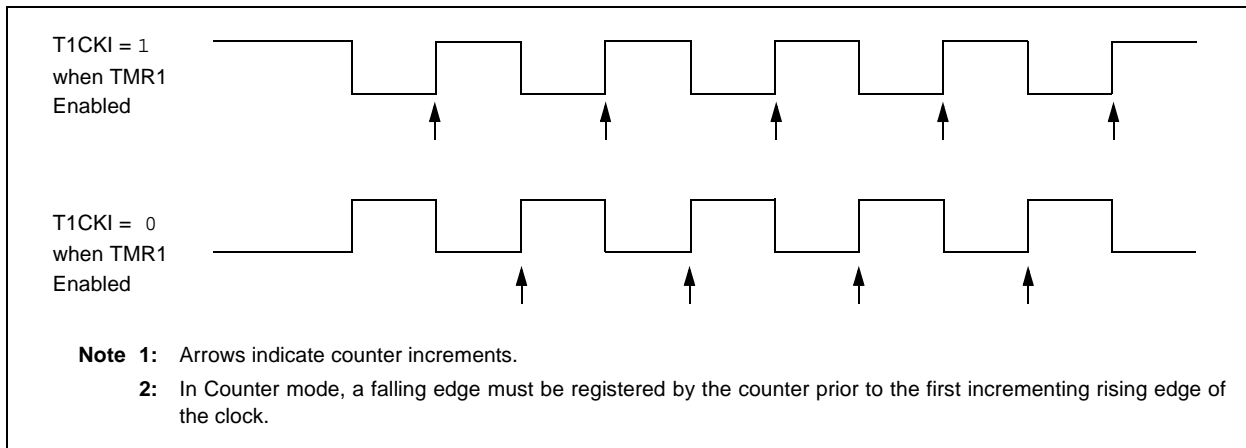 T1CKI = 1
when TMR1
Enabled
T1CKI = 0
when TMR1
Enabled
Note 1: Arrows indicate counter increments.
2: In Counter mode, a falling edge must be registered by the counter prior to the first incrementing rising edge of
the clock.